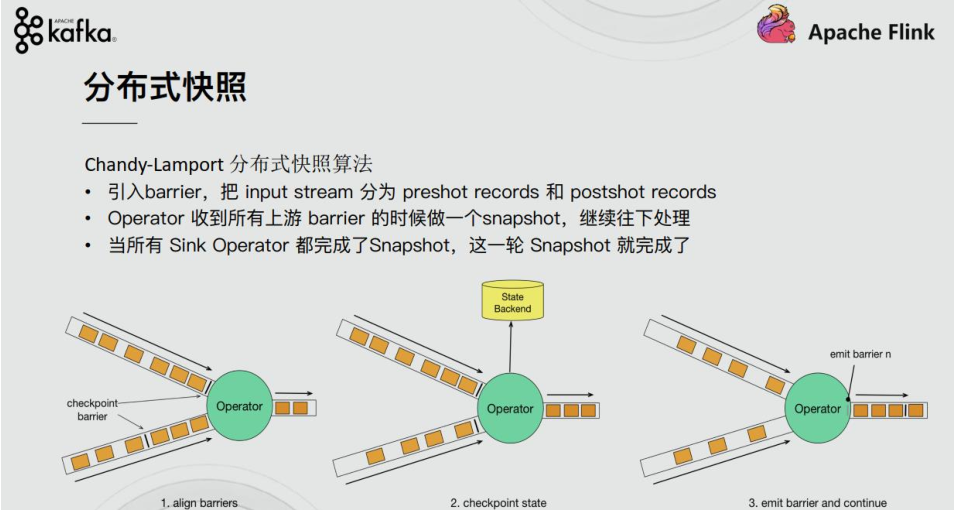 APACHE
kafka®
Apache Flink
分布式快照
Chandy-Lamport 分布式快照算法
• 引入barrier，把 input stream 分为 preshot records 和 postshot records
• Operator 收到所有上游 barrier 的时候做一个snapshot，继续往下处理
• 当所有 Sink Operator 都完成了Snapshot，这一轮 Snapshot 就完成了
checkpoint
barrier
Operator
1. align barriers
State
Backend
Operator
2. checkpoint state
emit barrier n
Operator
3. emit barrier and continue